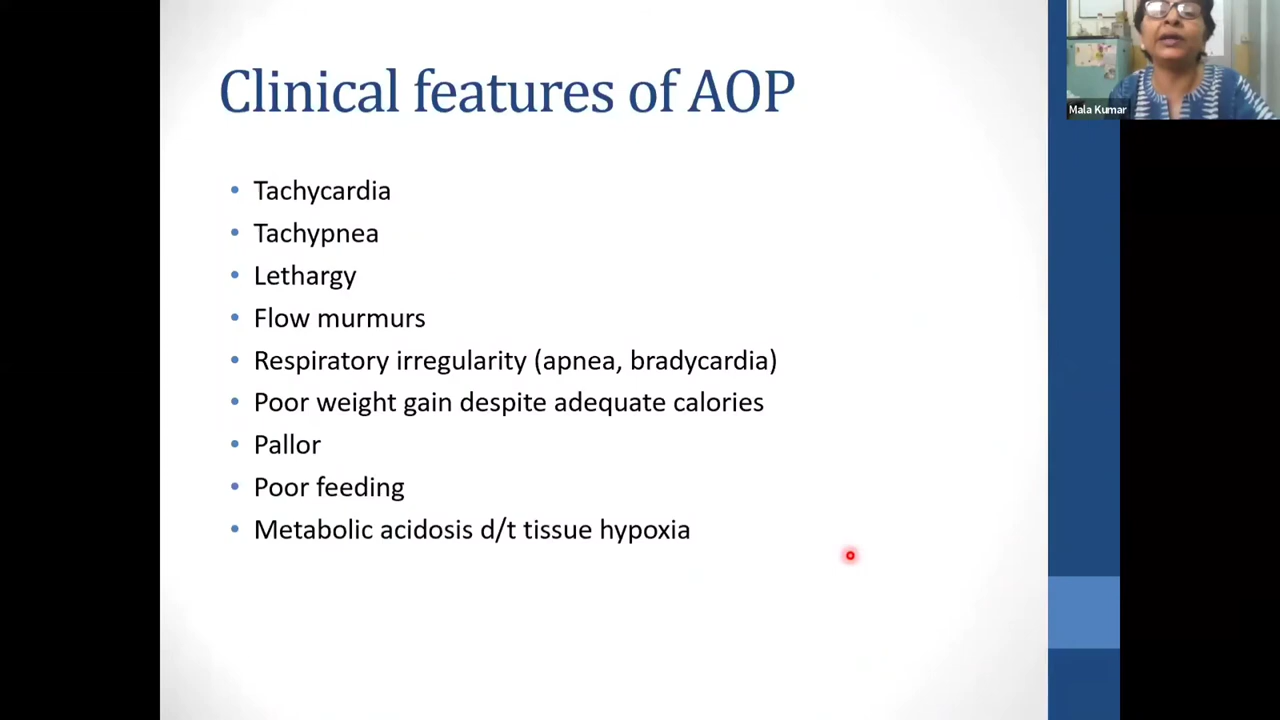 Clinical features of AOP
Mala Kumar
• Tachycardia
• Tachypnea
• Lethargy
• Flow murmurs
• Respiratory irregularity (apnea, bradycardia)
• Poor weight gain despite adequate calories
• Pallor
• Poor feeding
• Metabolic acidosis d/t tissue hypoxia